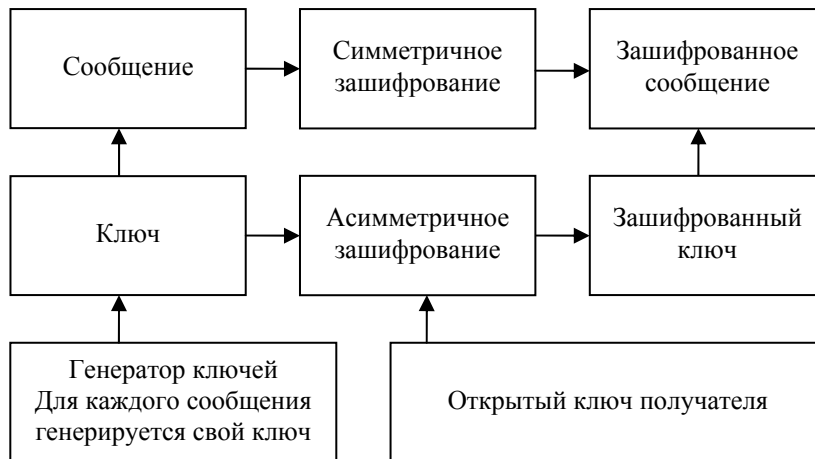 Сообщение
Симметричное
зашифрование
Зашифрованное
сообщение
Ключ
Асимметричное
зашифрование
Зашифрованный
ключ
Генератор ключей
Для каждого сообщения
генерируется свой ключ
Открытый ключ получателя